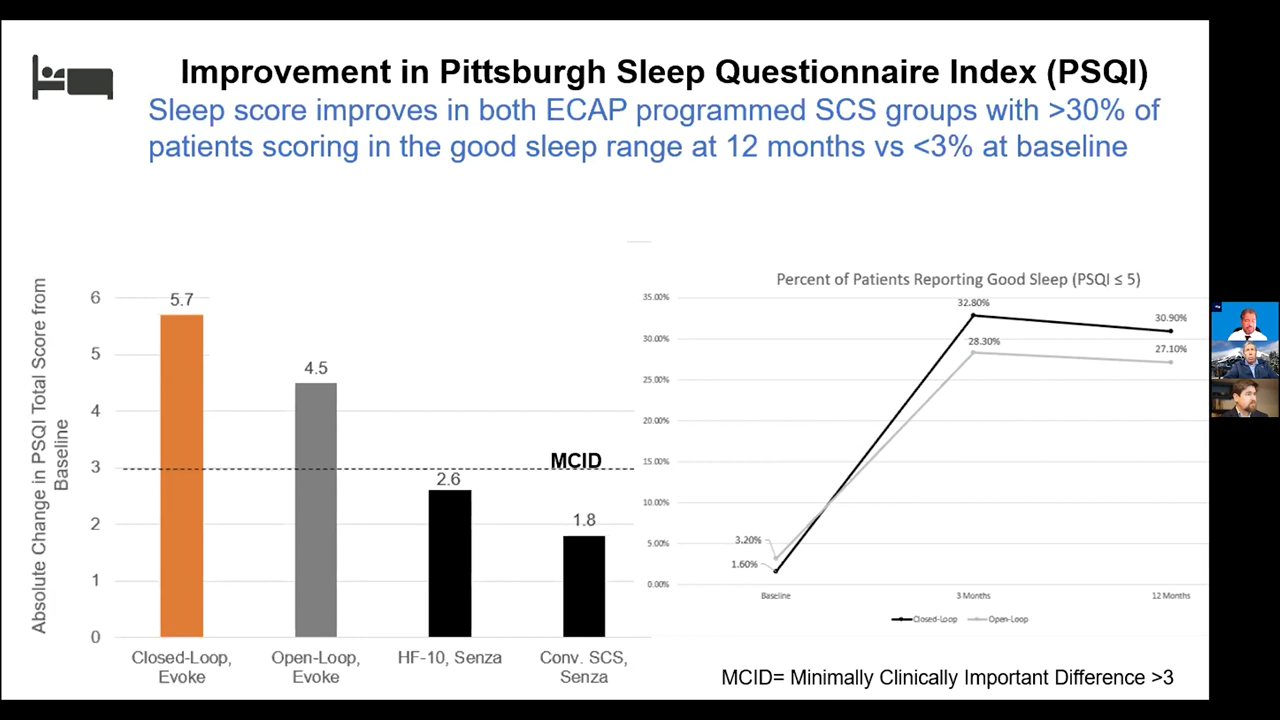 Improvement in Pittsburgh Sleep Questionnaire Index (PSQI)
Sleep score improves in both ECAP programmed SCS groups with >30% of
patients scoring in the good sleep range at 12 months vs <3% at baseline
Absolute Change in PSQI Total Score from
Baseline
6
5
4
3
2
1
0
5.7
4.5
2.6
1.8
MCID
Closed-Loop,
Evoke
Open-Loop,
Evoke
HF-10, Senza
Conv. SCS,
Senza
Percent of Patients Reporting Good Sleep (PSQI ≤ 5)
35.00%
30.00%
25.00%
20.00%
15.00%
10.00%
5.00%
0.00%
32.80%
30.90%
28.30%
27.10%
3.20%
1.60%
Baseline
3 Months
12 Months
Closed-Loop
Open-Loop
MCID= Minimally Clinically Important Difference >3